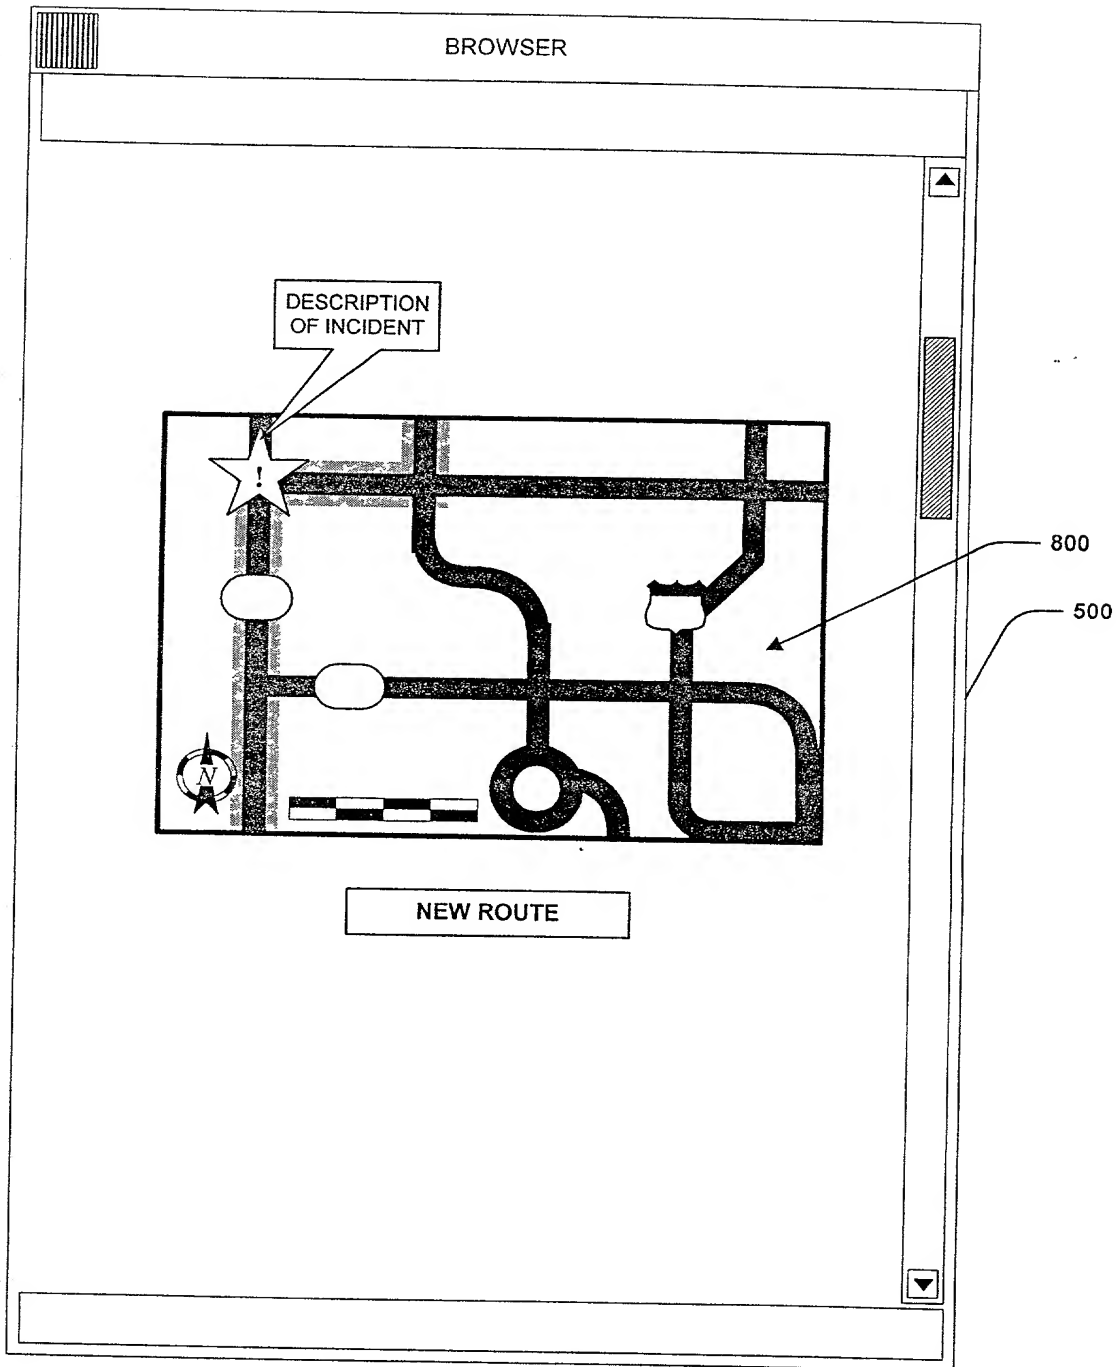 BROWSER
DESCRIPTION
OF INCIDENT
!
800
500
N
NEW ROUTE